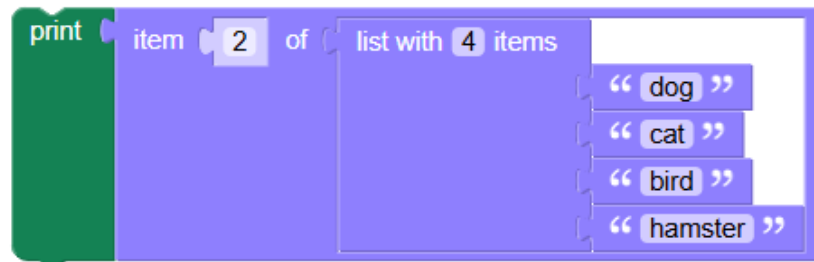 print item 2 of list with 4 items
“ dog ”
“ cat ”
“ bird ”
“ hamster ”